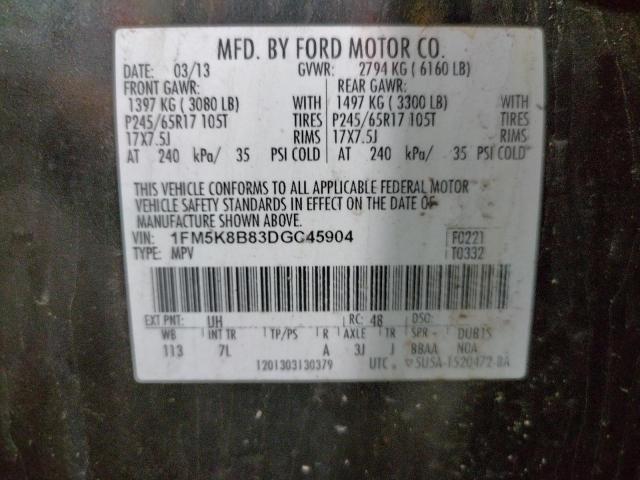 MFD. BY FORD MOTOR CO.
DATE: 03/13 GVWR: 2794 KG ( 6160 LB)
FRONT GAWR: REAR GAWR:
1397 KG ( 3080 LB) WITH 1497 KG ( 3300 LB) WITH
P245/65R17 105T TIRES P245/65R17 105T TIRES
17X7.5J RIMS 17X7.5J RIMS
AT 240 kPa/ 35 PSI COLD AT 240 kPa/ 35 PSI COLD
THIS VEHICLE CONFORMS TO ALL APPLICABLE FEDERAL MOTOR
VEHICLE SAFETY STANDARDS IN EFFECT ON THE DATE OF
MANUFACTURE SHOWN ABOVE.
VIN: 1FM5K8B83DGC45904 F0221
TYPE: MPV T0332
EXT PNT: UH RC: 48 DSO:
WB INT TR TP/PS R AXLE TR SPR
113 7L A 3J J BBAA
1201303130379 UTC 5U5A-1520472-BA